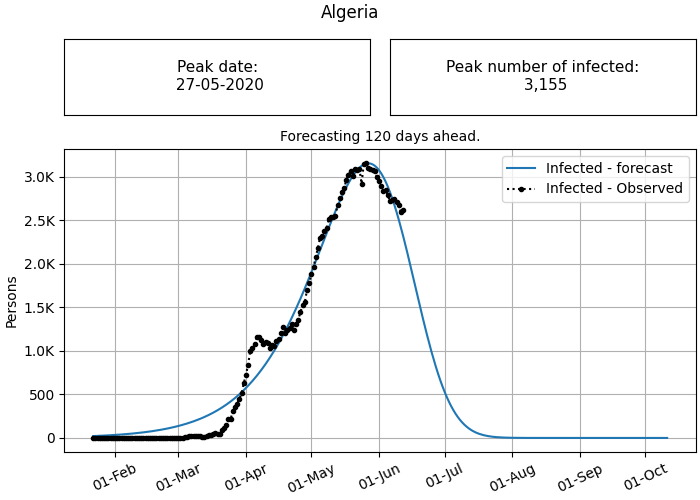 Algeria
Peak date:
27-05-2020
Peak number of infected:
3,155
Forecasting 120 days ahead.
Infected - forecast
Infected - Observed
3.0K
2.5K
2.0K
1.5K
1.0K
500
0
Persons
01-Feb
01-Mar
01-Apr
01-May
01-Jun
01-Jul
01-Aug
01-Sep
01-Oct